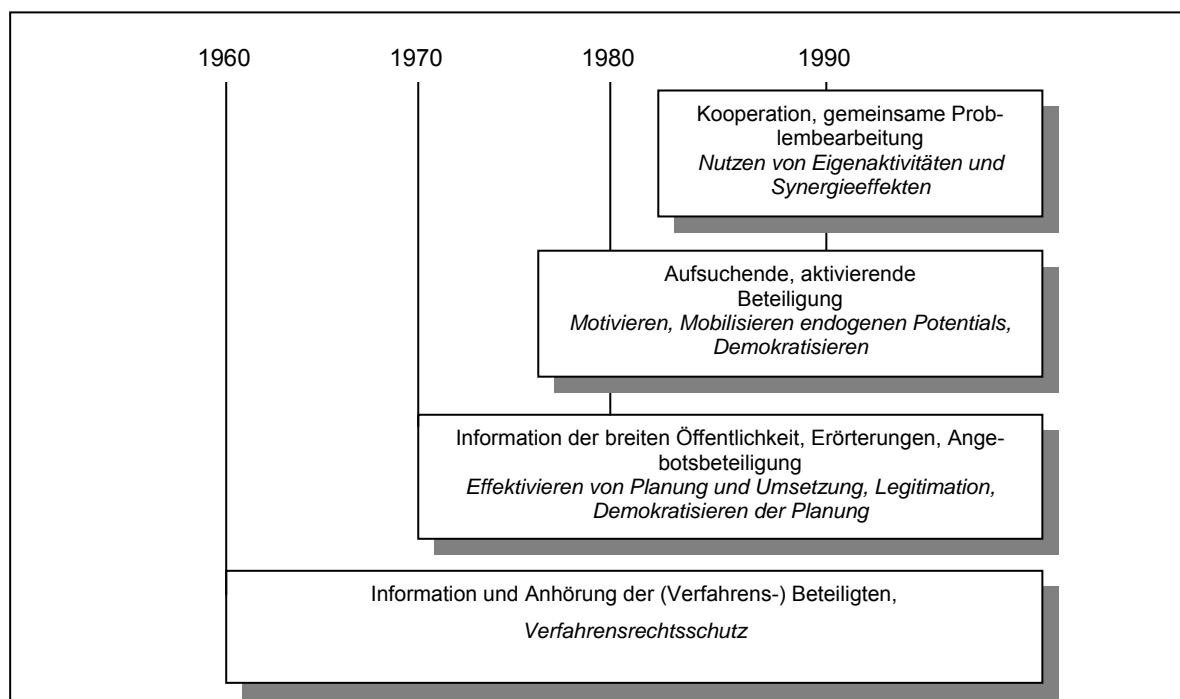 1960 1970 1980 1990
Kooperation, gemeinsame Prob-
lembearbeitung
Nutzen von Eigenaktivitäten und
Synergieeffekten
Aufsuchende, aktivierende
Beteiligung
Motivieren, Mobilisieren endogenen Potentials,
Demokratisieren
Information der breiten Öffentlichkeit, Erörterungen, Ange-
botsbeteiligung
Effektivieren von Planung und Umsetzung, Legitimation,
Demokratisieren der Planung
Information und Anhörung der (Verfahrens-) Beteiligten,
Verfahrensrechtsschutz